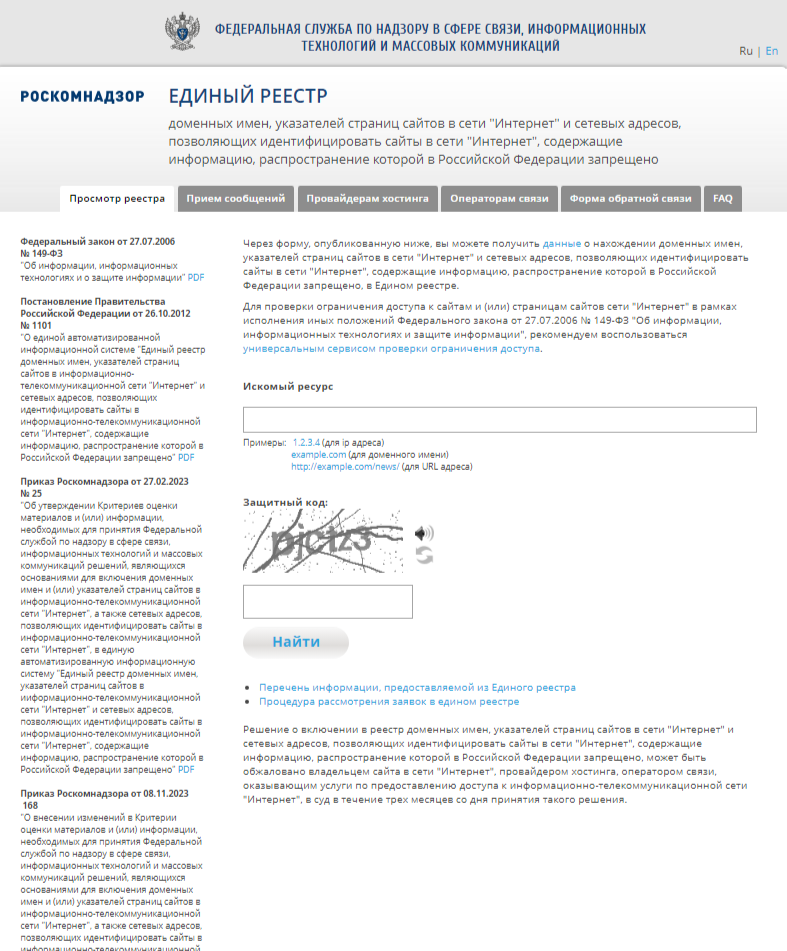 ФЕДЕРАЛЬНАЯ СЛУЖБА ПО НАДЗОРУ В СФЕРЕ СВЯЗИ, ИНФОРМАЦИОННЫХ
ТЕХНОЛОГИЙ И МАССОВЫХ КОММУНИКАЦИЙ
Ru | En
РОСКОМНАДЗОР
ЕДИНЫЙ РЕЕСТР
доменных имен, указателей страниц сайтов в сети "Интернет" и сетевых адресов,
позволяющих идентифицировать сайты в сети "Интернет", содержащие
информацию, распространение которой в Российской Федерации запрещено
Просмотр реестра
Прием сообщений
Провайдерам хостинга
Операторам связи
Форма обратной связи
FAQ
Федеральный закон от 27.07.2006
№ 149-ФЗ
"Об информации, информационных
технологиях и о защите информации" PDF
Постановление Правительства
Российской Федерации от 26.10.2012
№ 1101
"О единой автоматизированной
информационной системе "Единый реестр
доменных имен, указателей страниц
сайтов в информационно-
телекоммуникационной сети "Интернет" и
сетевых адресов, позволяющих
идентифицировать сайты в
информационно-телекоммуникационной
сети "Интернет", содержащие
информацию, распространение которой в
Российской Федерации запрещено" PDF
Приказ Роскомнадзора от 27.02.2023
№ 25
"Об утверждении Критериев оценки
материалов и (или) информации,
необходимых для принятия Федеральной
службой по надзору в сфере связи,
информационных технологий и массовых
коммуникаций решений, являющихся
основаниями для включения доменных
имен и (или) указателей страниц сайтов в
информационно-телекоммуникационной
сети "Интернет", а также сетевых адресов,
позволяющих идентифицировать сайты в
информационно-телекоммуникационной
сети "Интернет", в единую
автоматизированную информационную
систему "Единый реестр доменных имен,
указателей страниц сайтов в
информационно-телекоммуникационной
сети "Интернет" и сетевых адресов,
позволяющих идентифицировать сайты в
информационно-телекоммуникационной
сети "Интернет", содержащие
информацию, распространение которой в
Российской Федерации запрещено" PDF
Приказ Роскомнадзора от 08.11.2023
168
"О внесении изменений в Критерии
оценки материалов и (или) информации,
необходимых для принятия Федеральной
службой по надзору в сфере связи,
информационных технологий и массовых
коммуникаций решений, являющихся
основаниями для включения доменных
имен и (или) указателей страниц сайтов в
информационно-телекоммуникационной
сети "Интернет", а также сетевых адресов,
позволяющих идентифицировать сайты в
информационно-телекоммуникационной
Через форму, опубликованную ниже, вы можете получить данные о нахождении доменных имен,
указателей страниц сайтов в сети "Интернет" и сетевых адресов, позволяющих идентифицировать
сайты в сети "Интернет", содержащие информацию, распространение которой в Российской
Федерации запрещено, в Едином реестре.
Для проверки ограничения доступа к сайтам и (или) страницам сайтов сети "Интернет" в рамках
исполнения иных положений Федерального закона от 27.07.2006 № 149-ФЗ "Об информации,
информационных технологиях и защите информации", рекомендуем воспользоваться
универсальным сервисом проверки ограничения доступа.
Искомый ресурс
Примеры: 1.2.3.4 (для ip адреса)
example.com (для доменного имени)
http://example.com/news/ (для URL адреса)
Защитный код:
Найти
Перечень информации, предоставляемой из Единого реестра
Процедура рассмотрения заявок в едином реестре
Решение о включении в реестр доменных имен, указателей страниц сайтов в сети "Интернет" и
сетевых адресов, позволяющих идентифицировать сайты в сети "Интернет", содержащие
информацию, распространение которой в Российской Федерации запрещено, может быть
обжаловано владельцем сайта в сети "Интернет", провайдером хостинга, оператором связи,
оказывающим услуги по предоставлению доступа к информационно-телекоммуникационной сети
"Интернет", в суд в течение трех месяцев со дня принятия такого решения.